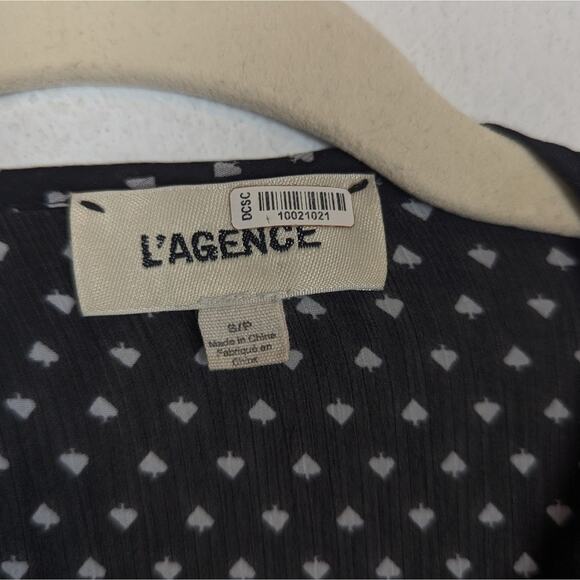 DCSC
10021021
L'AGENCE
S/P
Made in China
Fabriqué en
Chine